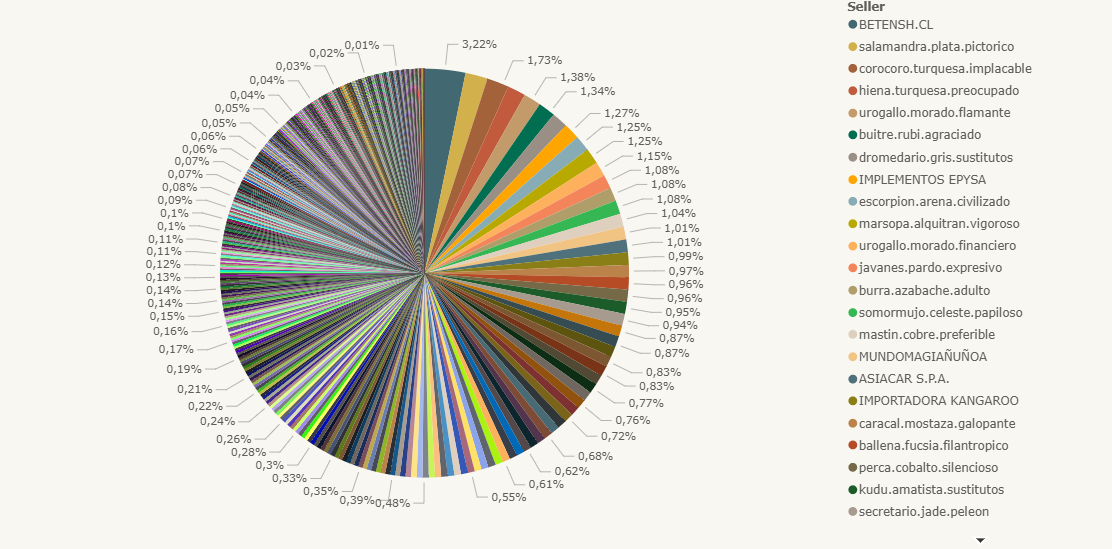 Seller
BETENSH.CL
salamandra.plata.pictorico
corocoro.turquesa.implacable
hiena.turquesa.preocupado
urogallo.morado.flamante
buitre.rubi.agraciado
dromedario.gris.sustitutos
IMPLEMENTOS EPYSA
escorpion.arena.civilizado
marsopa.alquitran.vigoroso
urogallo.morado.financiero
javanes.pardo.expresivo
burra.azabache.adulto
somormujo.celeste.papiloso
mastin.cobre.preferible
MUNDOMAGIAÑUÑOA
ASIACAR S.P.A.
IMPORTADORA KANGAROO
caracal.mostaza.galopante
ballena.fucsia.filantropico
perca.cobalto.silencioso
kudu.amatista.sustitutos
secretario.jade.peleon
3,22%
1,73%
1,38%
1,34%
1,27%
1,25%
1,25%
1,15%
1,08%
1,08%
1,08%
1,04%
1,01%
1,01%
0,99%
0,97%
0,96%
0,96%
0,95%
0,94%
0,87%
0,87%
0,83%
0,83%
0,77%
0,76%
0,72%
0,68%
0,62%
0,61%
0,55%
0,48%
0,39%
0,35%
0,33%
0,3%
0,28%
0,26%
0,24%
0,22%
0,21%
0,19%
0,17%
0,16%
0,15%
0,14%
0,14%
0,13%
0,12%
0,11%
0,11%
0,1%
0,1%
0,09%
0,08%
0,07%
0,07%
0,06%
0,06%
0,05%
0,05%
0,04%
0,04%
0,03%
0,02%
0,01%